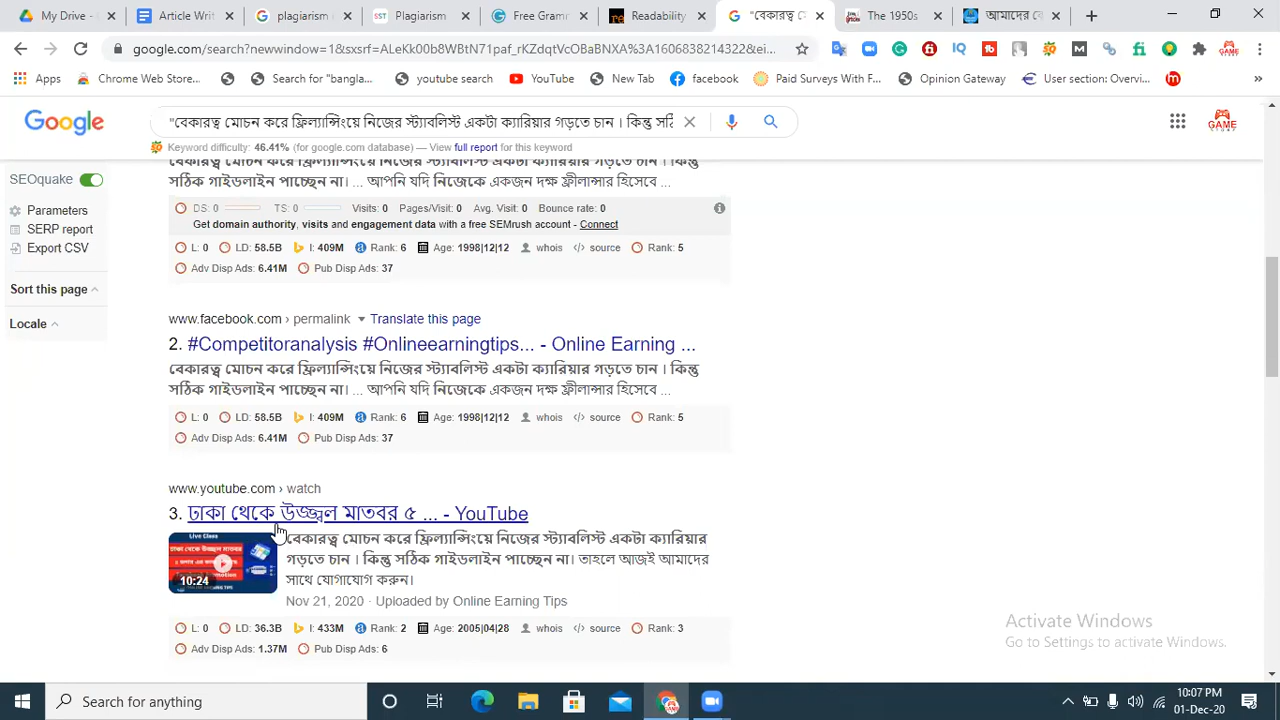 My Drive -
Article Writ
plagiarism
Plagiarism
Free Gramr
Readability
"বেকারত্ব মে
The 1950s
আমাদের বে
google.com/search?newwindow=1&sxsrf=ALeKk00b8WBtN71paf_rKZdqtVcOBaBNXA%3A1606838214322&ei...
Apps
Chrome Web Store...
Search for "bangla...
youtube search
YouTube
New Tab
facebook
Paid Surveys With F...
Opinion Gateway
User section: Overvi...
»
Google
"বেকারত্ব মোচন করে ফ্রিল্যান্সিংয়ে নিজের স্ট্যাবলিস্ট একটা ক্যারিয়ার গড়তে চান । কিন্তু সঠি
Keyword difficulty: 46.41% (for google.com database) — View full report for this keyword
SEOquake
Parameters
SERP report
Export CSV
Sort this page
Locale
বেকারত্ব মোচন করে ফ্রিল্যান্সিংয়ে নিজের স্ট্যাবলিস্ট একটা ক্যারিয়ার গড়তে চান । কিন্তু
সঠিক গাইডলাইন পাচ্ছেন না। ... আপনি যদি নিজেকে একজন দক্ষ ফ্রীলান্সার হিসেবে ...
DS: 0 TS: 0 Visits: 0 Pages/Visit: 0 Avg. Visit: 0 Bounce rate: 0
Get domain authority, visits and engagement data with a free SEMrush account - Connect
L: 0 LD: 58.5B I: 409M Rank: 6 Age: 1998|12|12 whois source Rank: 5
Adv Disp Ads: 6.41M Pub Disp Ads: 37
www.facebook.com › permalink Translate this page
2. #Competitoranalysis #Onlineearningtips... - Online Earning ...
বেকারত্ব মোচন করে ফ্রিল্যান্সিংয়ে নিজের স্ট্যাবলিস্ট একটা ক্যারিয়ার গড়তে চান । কিন্তু
সঠিক গাইডলাইন পাচ্ছেন না। ... আপনি যদি নিজেকে একজন দক্ষ ফ্রীলান্সার হিসেবে ...
L: 0 LD: 58.5B I: 409M Rank: 6 Age: 1998|12|12 whois source Rank: 5
Adv Disp Ads: 6.41M Pub Disp Ads: 37
www.youtube.com › watch
3. ঢাকা থেকে উজ্জ্বল মাতবর ৫ ... - YouTube
Live Class
ঢাকা থেকে উজ্জ্বল মাতবর
10:24
বেকারত্ব মোচন করে ফ্রিল্যান্সিংয়ে নিজের স্ট্যাবলিস্ট একটা ক্যারিয়ার
গড়তে চান । কিন্তু সঠিক গাইডলাইন পাচ্ছেন না। তাহলে আজই আমাদের
সাথে যোগাযোগ করুন।
Nov 21, 2020 · Uploaded by Online Earning Tips
L: 0 LD: 36.3B I: 433M Rank: 2 Age: 2005|04|28 whois source Rank: 3
Adv Disp Ads: 1.37M Pub Disp Ads: 6
Activate Windows
Go to Settings to activate Windows.
Search for anything
10:07 PM
01-Dec-20